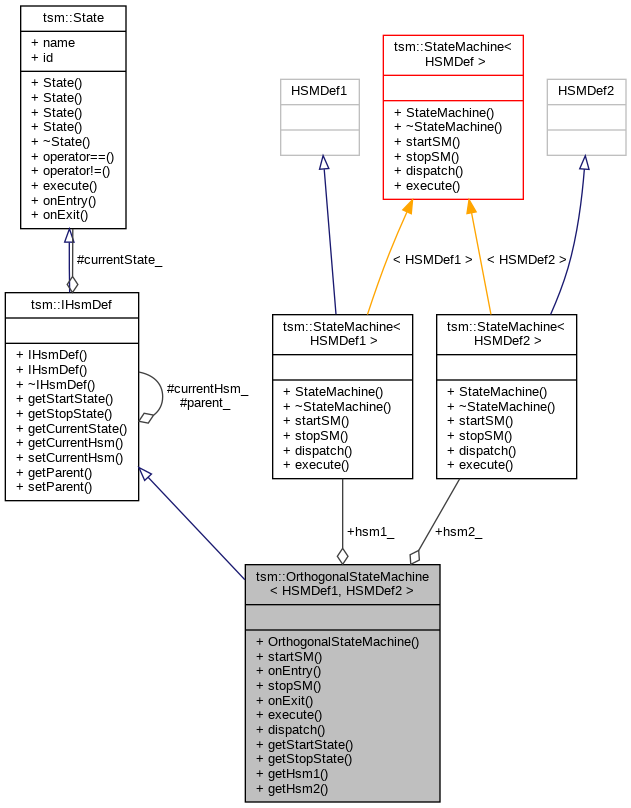 tsm::State
+ name
+ id
+ State()
+ State()
+ State()
+ State()
+ ~State()
+ operator==()
+ operator!=()
+ execute()
+ onEntry()
+ onExit()
#currentState_
tsm::IHsmDef
+ IHsmDef()
+ IHsmDef()
+ ~IHsmDef()
+ getStartState()
+ getStopState()
+ getCurrentState()
+ getCurrentHsm()
+ setCurrentHsm()
+ getParent()
+ setParent()
#currentHsm_
#parent_
HSMDef1
tsm::StateMachine<
HSMDef >
+ StateMachine()
+ ~StateMachine()
+ startSM()
+ stopSM()
+ dispatch()
+ execute()
HSMDef2
< HSMDef1 >
< HSMDef2 >
tsm::StateMachine<
HSMDef1 >
+ StateMachine()
+ ~StateMachine()
+ startSM()
+ stopSM()
+ dispatch()
+ execute()
tsm::StateMachine<
HSMDef2 >
+ StateMachine()
+ ~StateMachine()
+ startSM()
+ stopSM()
+ dispatch()
+ execute()
+hsm1_
+hsm2_
tsm::OrthogonalStateMachine
< HSMDef1, HSMDef2 >
+ OrthogonalStateMachine()
+ startSM()
+ onEntry()
+ stopSM()
+ onExit()
+ execute()
+ dispatch()
+ getStartState()
+ getStopState()
+ getHsm1()
+ getHsm2()